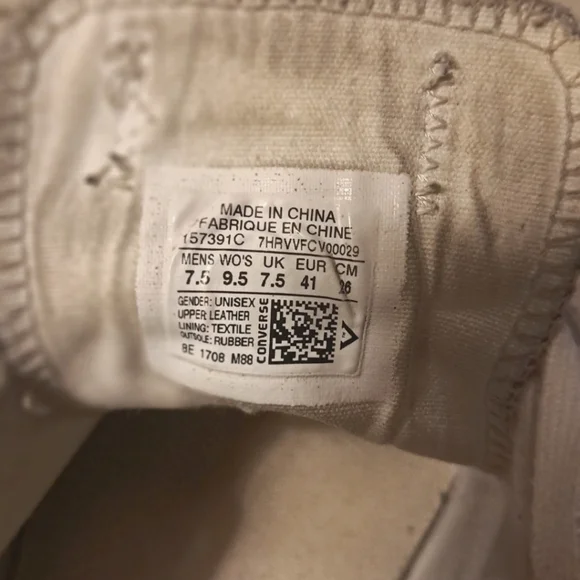 MADE IN CHINA
FABRIQUE EN CHINE
157391C 7HRVVFCV00029
MENS WO'S UK EUR CM
7.5 9.5 7.5 41 26
GENDER: UNISEX
UPPER: LEATHER
LINING: TEXTILE
OUTSOLE: RUBBER
BE 1708 M88
CONVERSE